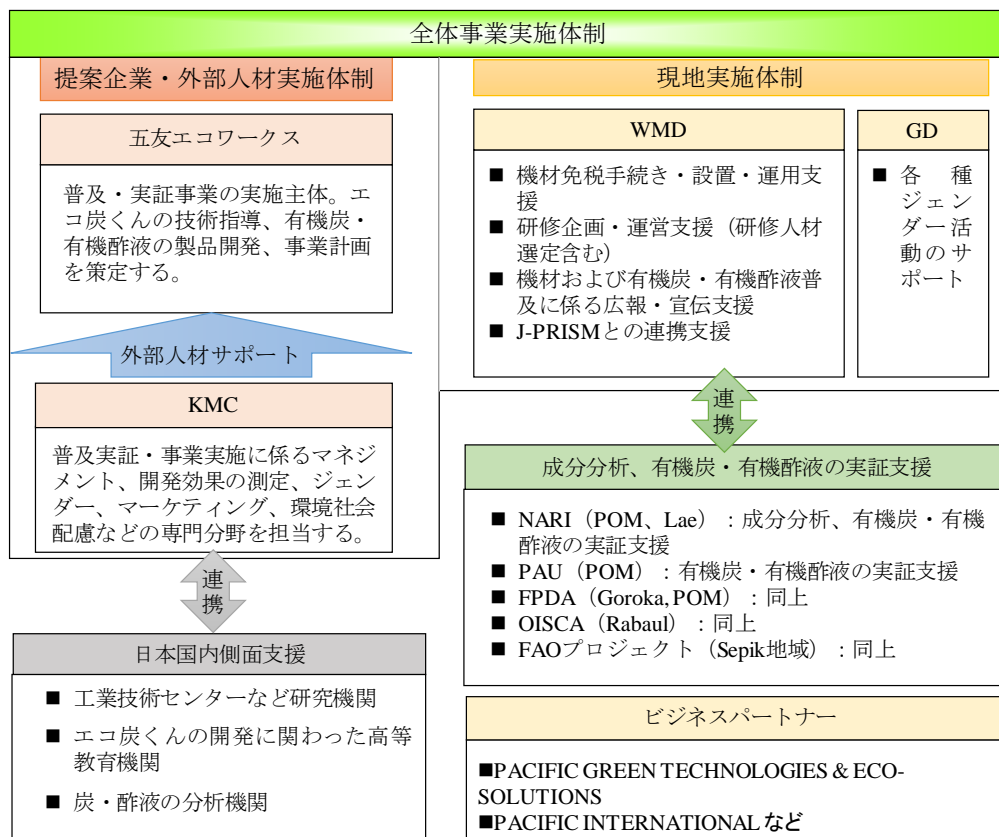 全体事業実施体制
提案企業・外部人材実施体制
五友エコワークス
普及・実証事業の実施主体。エ
コ炭くんの技術指導、有機炭・
有機酢液の製品開発、事業計画
を策定する。
外部人材サポート
KMC
普及実証・事業実施に係るマネジ
メント、開発効果の測定、ジェン
ダー、マーケティング、環境社会
配慮などの専門分野を担当する。
連
携
日本国内側面支援
■ 工業技術センターなど研究機関
■ エコ炭くんの開発に関わった高等
教育機関
■ 炭・酢液の分析機関
現地実施体制
WMD
■ 機材免税手続き・設置・運用支
援
■ 研修企画・運営支援（研修人材
選定含む）
■ 機材および有機炭・有機酢液普
及に係る広報・宣伝支援
■ J-PRISMとの連携支援
GD
■ 各種
ジェン
ダー活
動のサ
ポート
連
携
成分分析、有機炭・有機酢液の実証支援
■ NARI（POM、Lae）：成分分析、有機炭・有機
酢液の実証支援
■ PAU（POM）：有機炭・有機酢液の実証支援
■ FPDA（Goroka, POM）：同上
■ OISCA（Rabaul）：同上
■ FAOプロジェクト（Sepik地域）：同上
ビジネスパートナー
■PACIFIC GREEN TECHNOLOGIES & ECO-
SOLUTIONS
■PACIFIC INTERNATIONAL など